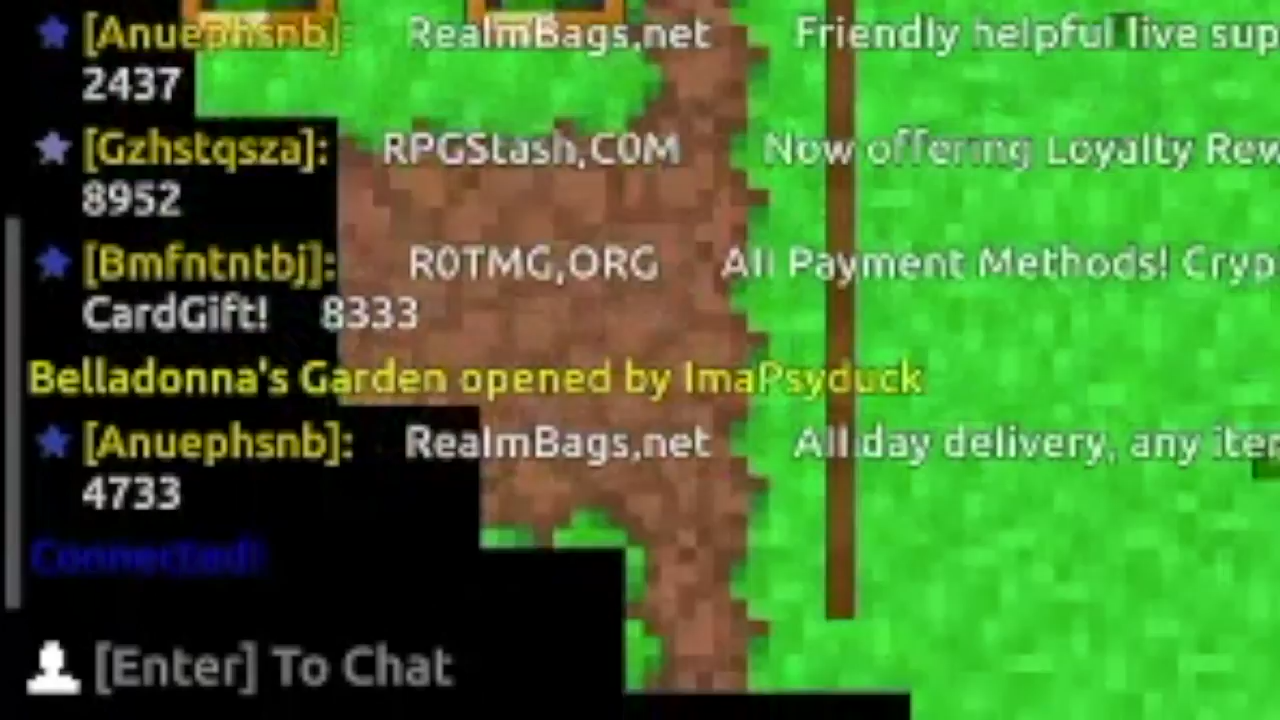 [Anuephsnb]: RealmBags,net Friendly helpful live sup
2437
[Gzhstqsza]: RPGStash,C0M Now offering Loyalty Rew
8952
[Bmfntntbj]: R0TMG,ORG All Payment Methods! Cryp
CardGift! 8333
Belladonna's Garden opened by ImaPsyduck
[Anuephsnb]: RealmBags,net All day delivery, any iter
4733
Connected!
[Enter] To Chat